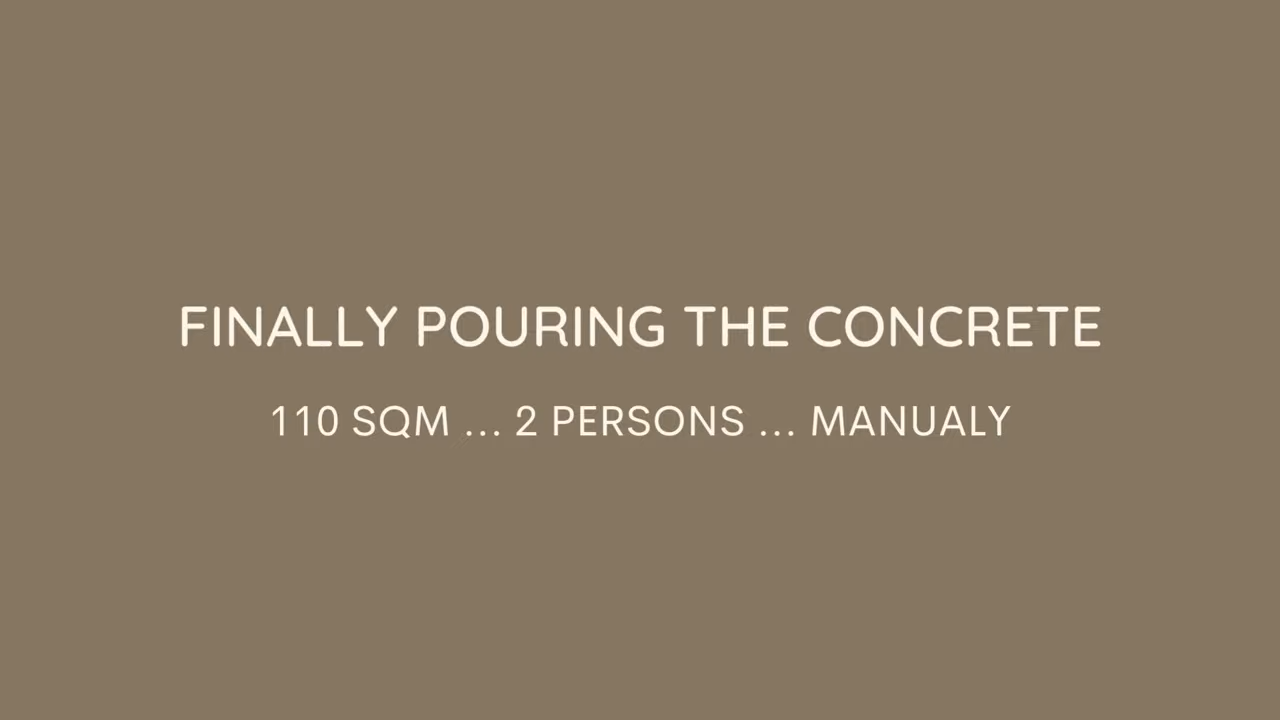 FINALLY POURING THE CONCRETE
110 SQM ... 2 PERSONS ... MANUALY